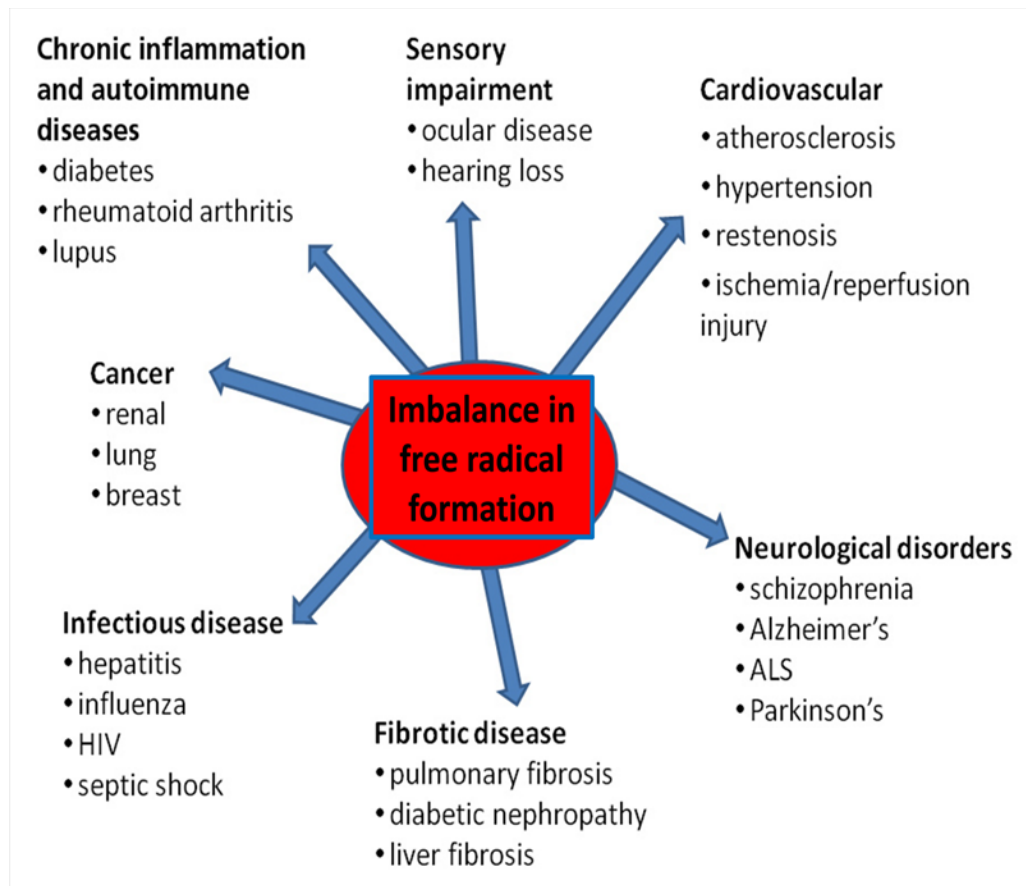 Chronic inflammation
and autoimmune
diseases
• diabetes
• rheumatoid arthritis
• lupus
Sensory
impairment
• ocular disease
• hearing loss
Cardiovascular
• atherosclerosis
• hypertension
• restenosis
• ischemia/reperfusion
injury
Cancer
• renal
• lung
• breast
Imbalance in
free radical
formation
Neurological disorders
• schizophrenia
• Alzheimer’s
• ALS
• Parkinson’s
Infectious disease
• hepatitis
• influenza
• HIV
• septic shock
Fibrotic disease
• pulmonary fibrosis
• diabetic nephropathy
• liver fibrosis